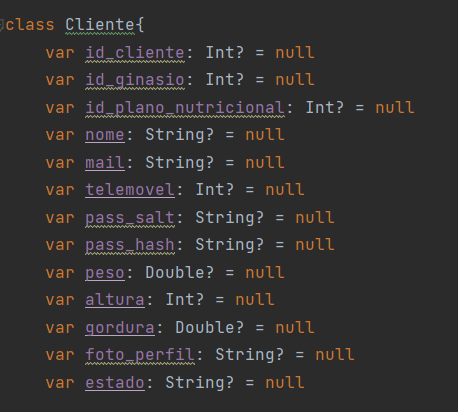 class Cliente{
var id_cliente: Int? = null
var id_ginasio: Int? = null
var id_plano_nutricional: Int? = null
var nome: String? = null
var mail: String? = null
var telemovel: Int? = null
var pass_salt: String? = null
var pass_hash: String? = null
var peso: Double? = null
var altura: Int? = null
var gordura: Double? = null
var foto_perfil: String? = null
var estado: String? = null